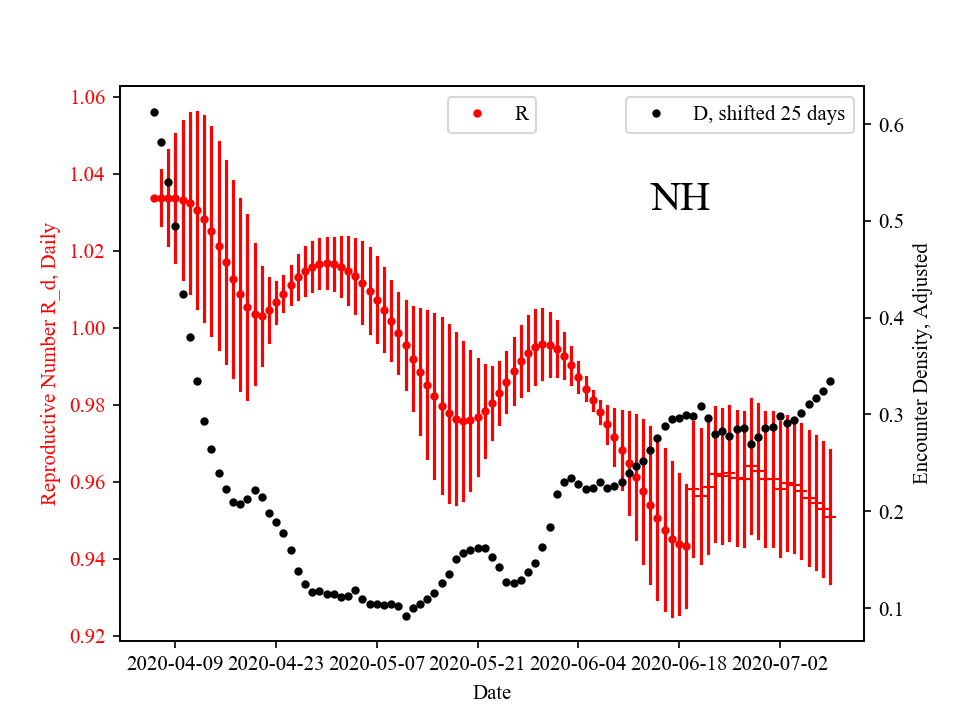 R
D, shifted 25 days
NH
Reproductive Number R_d, Daily
1.06
1.04
1.02
1.00
0.98
0.96
0.94
0.92
0.6
0.5
0.4
0.3
0.2
0.1
Encounter Density, Adjusted
2020-04-09 2020-04-23 2020-05-07 2020-05-21 2020-06-04 2020-06-18 2020-07-02
Date